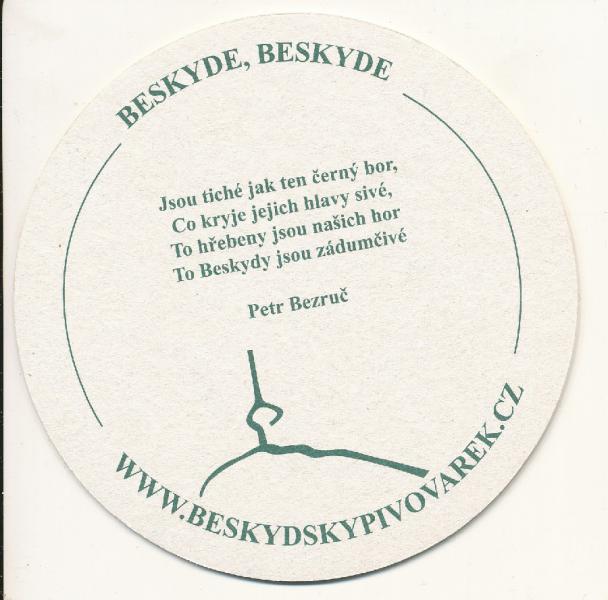 BESKYDE, BESKYDE
Jsou tiché jak ten černý bor,
Co kryje jejich hlavy sivé,
To hřebeny jsou našich hor
To Beskydy jsou zádumčivé
Petr Bezruč
WWW.BESKYDSKYPIVOVAREK.CZ